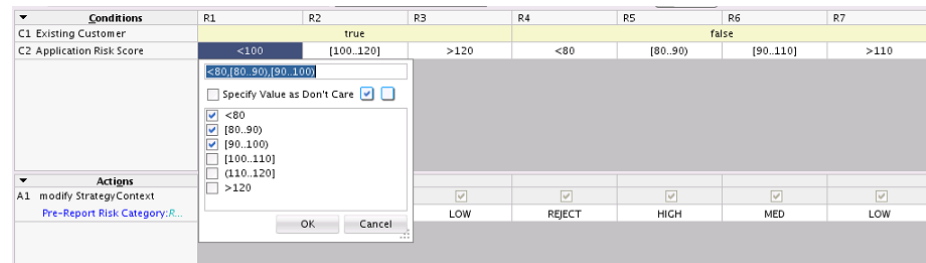 Conditions R1 R2 R3 R4 R5 R6 R7
C1 Existing Customer true false
C2 Application Risk Score <100 [100..120] >120 <80 [80..90) [90..110] >110
<80,[80..90),[90..100)
Specify Value as Don't Care
<80
[80..90)
[90..100)
[100..110]
(110..120]
>120
OK Cancel
Actions
A1 modify StrategyContext
Pre-Report Risk Category:R... LOW REJECT HIGH MED LOW